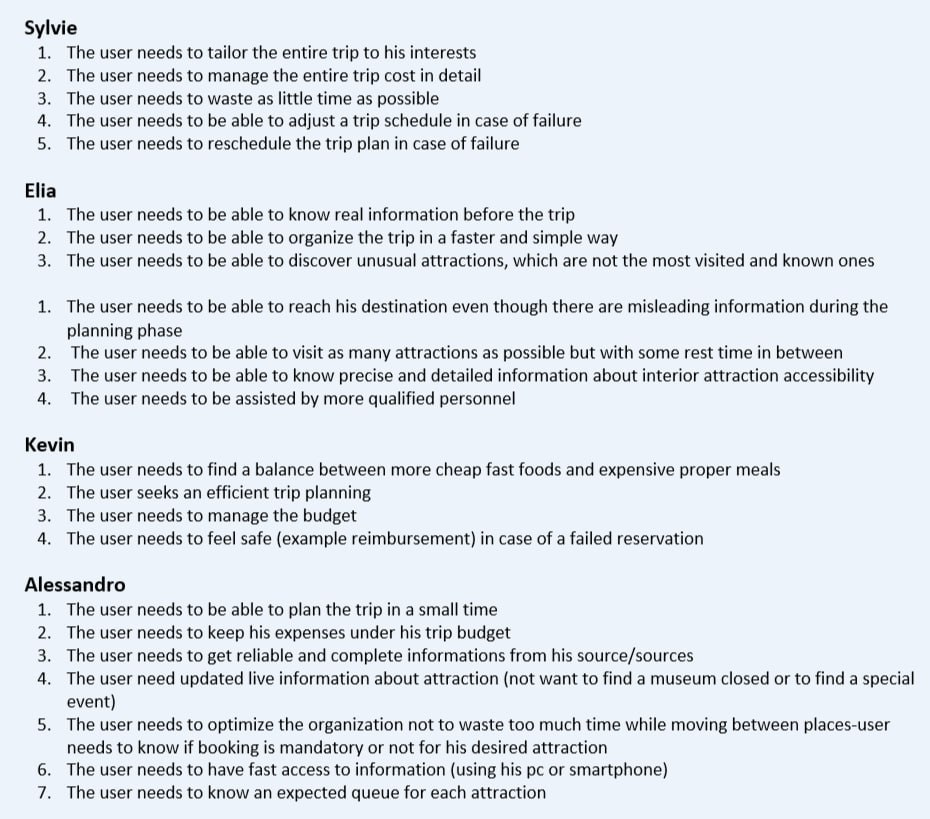 Sylvie
1. The user needs to tailor the entire trip to his interests
2. The user needs to manage the entire trip cost in detail
3. The user needs to waste as little time as possible
4. The user needs to be able to adjust a trip schedule in case of failure
5. The user needs to reschedule the trip plan in case of failure
Elia
1. The user needs to be able to know real information before the trip
2. The user needs to be able to organize the trip in a faster and simple way
3. The user needs to be able to discover unusual attractions, which are not the most visited and known ones
1. The user needs to be able to reach his destination even though there are misleading information during the
planning phase
2. The user needs to be able to visit as many attractions as possible but with some rest time in between
3. The user needs to be able to know precise and detailed information about interior attraction accessibility
4. The user needs to be assisted by more qualified personnel
Kevin
1. The user needs to find a balance between more cheap fast foods and expensive proper meals
2. The user seeks an efficient trip planning
3. The user needs to manage the budget
4. The user needs to feel safe (example reimbursement) in case of a failed reservation
Alessandro
1. The user needs to be able to plan the trip in a small time
2. The user needs to keep his expenses under his trip budget
3. The user needs to get reliable and complete informations from his source/sources
4. The user need updated live information about attraction (not want to find a museum closed or to find a special
event)
5. The user needs to optimize the organization not to waste too much time while moving between places-user
needs to know if booking is mandatory or not for his desired attraction
6. The user needs to have fast access to information (using his pc or smartphone)
7. The user needs to know an expected queue for each attraction